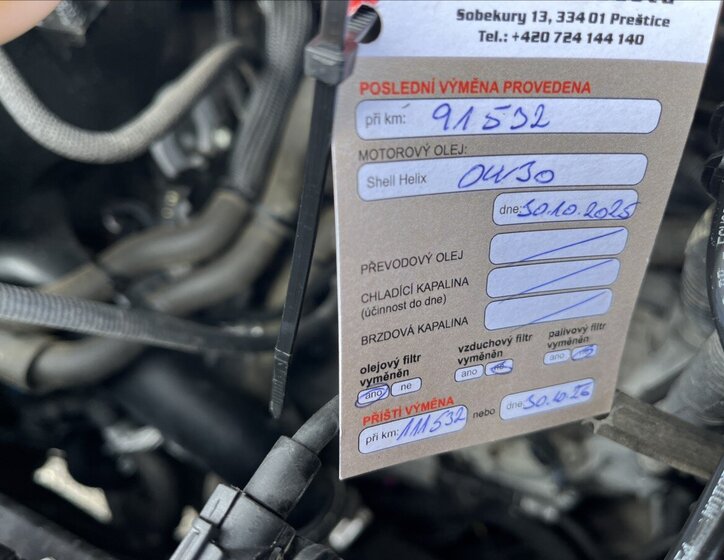 Sobekury 13, 334 01 Přeštice
Tel.: +420 724 144 140
POSLEDNÍ VÝMĚNA PROVEDENA
při km: 91532
MOTOROVÝ OLEJ:
Shell Helix 0W30
dne: 30.10.2025
PŘEVODOVÝ OLEJ
CHLADÍCÍ KAPALINA
(účinnost do dne)
BRZDOVÁ KAPALINA
olejový filtr vyměněn
ano ne
vzduchový filtr vyměněn
ano ne
palivový filtr vyměněn
ano ne
PŘÍŠTÍ VÝMĚNA
při km: 111532 nebo dne: 30.10.26